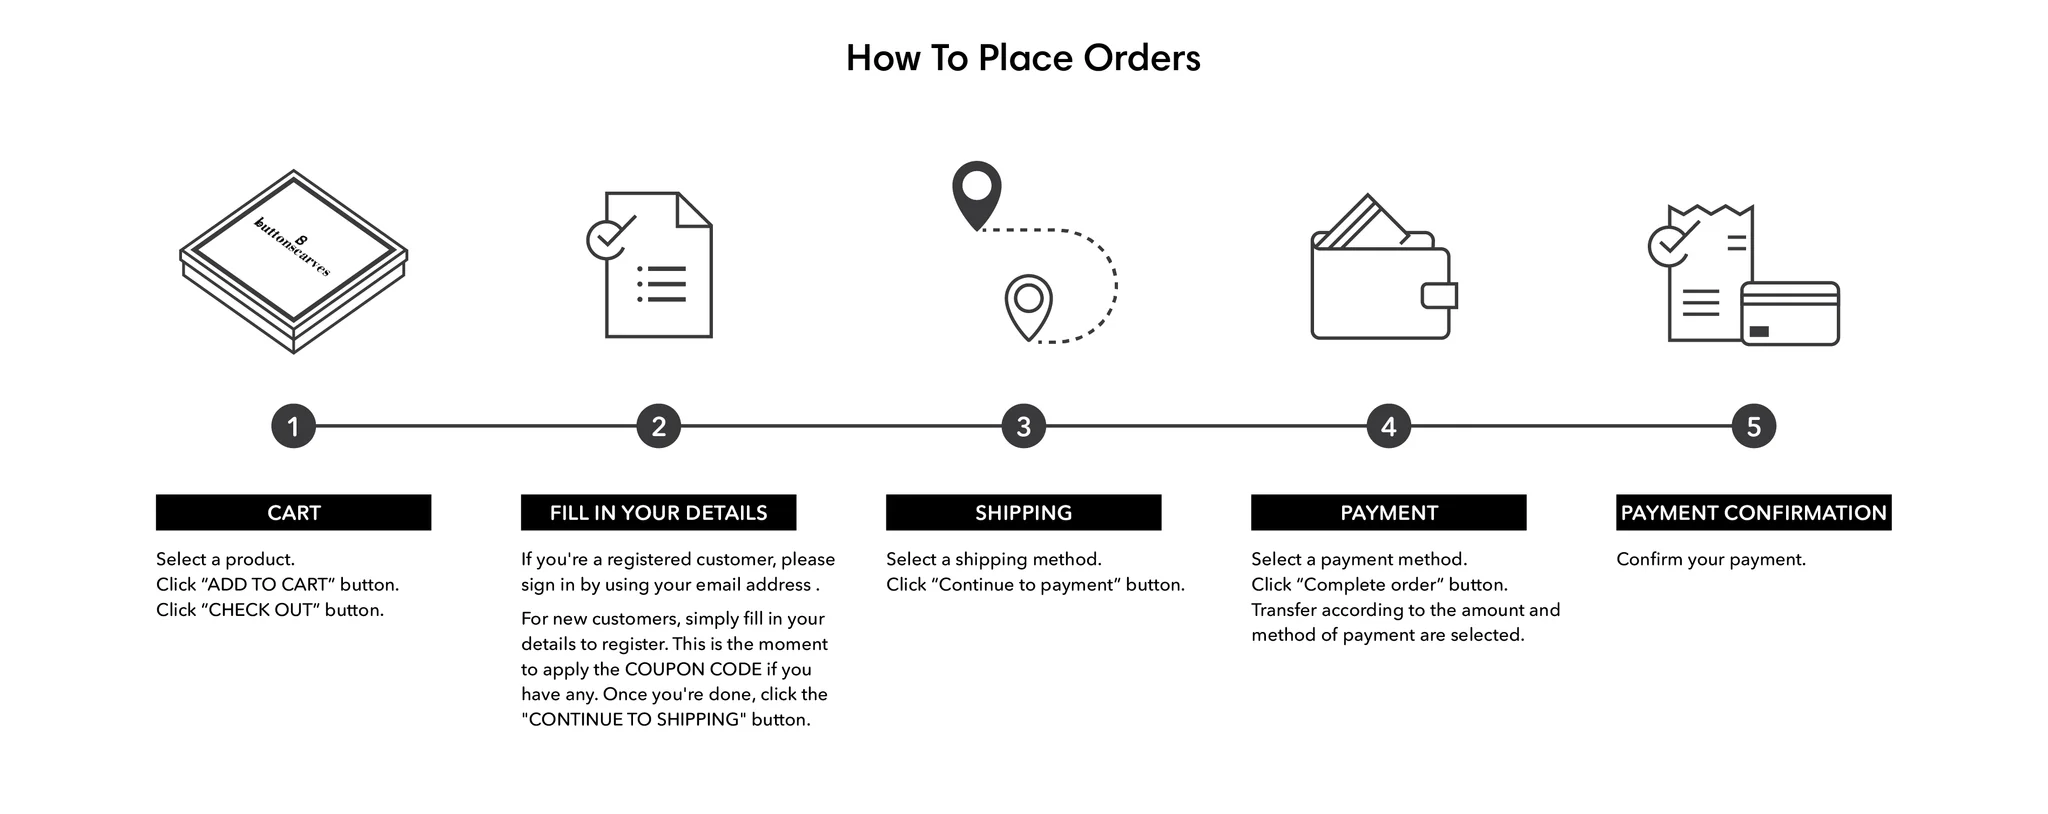 How To Place Orders
B
buttonscarves
1
2
3
4
5
CART
Select a product.
Click “ADD TO CART” button.
Click “CHECK OUT” button.
FILL IN YOUR DETAILS
If you're a registered customer, please
sign in by using your email address .
For new customers, simply fill in your
details to register. This is the moment
to apply the COUPON CODE if you
have any. Once you're done, click the
"CONTINUE TO SHIPPING" button.
SHIPPING
Select a shipping method.
Click “Continue to payment” button.
PAYMENT
Select a payment method.
Click “Complete order” button.
Transfer according to the amount and
method of payment are selected.
PAYMENT CONFIRMATION
Confirm your payment.